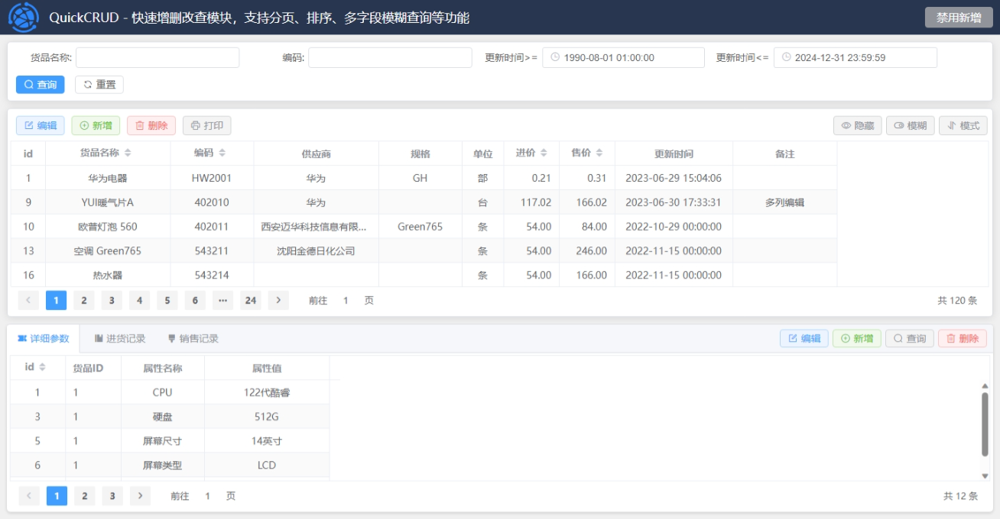 QuickCRUD - 快速增删改查模块，支持分页、排序、多字段模糊查询等功能 禁用新增
货品名称: 编码: 更新时间>= 1990-08-01 01:00:00 更新时间<= 2024-12-31 23:59:59
查询 重置
编辑 新增 删除 打印 隐藏 模糊 模式
id 货品名称 编码 供应商 规格 单位 进价 售价 更新时间 备注
1 华为电器 HW2001 华为 GH 部 0.21 0.31 2023-06-29 15:04:06
9 YUI暖气片A 402010 华为 台 117.02 166.02 2023-06-30 17:33:31 多列编辑
10 欧普灯泡 560 402011 西安迈华科技信息有限... Green765 条 54.00 84.00 2022-10-29 00:00:00
13 空调 Green765 543211 沈阳金德日化公司 条 54.00 246.00 2022-11-15 00:00:00
16 热水器 543214 条 54.00 166.00 2022-11-15 00:00:00
1 2 3 4 5 6 ··· 24 前往 1 页 共 120 条
详细参数 进货记录 销售记录 编辑 新增 查询 删除
id 货品ID 属性名称 属性值
1 1 CPU 122代酷睿
3 1 硬盘 512G
5 1 屏幕尺寸 14英寸
6 1 屏幕类型 LCD
1 2 3 前往 1 页 共 12 条